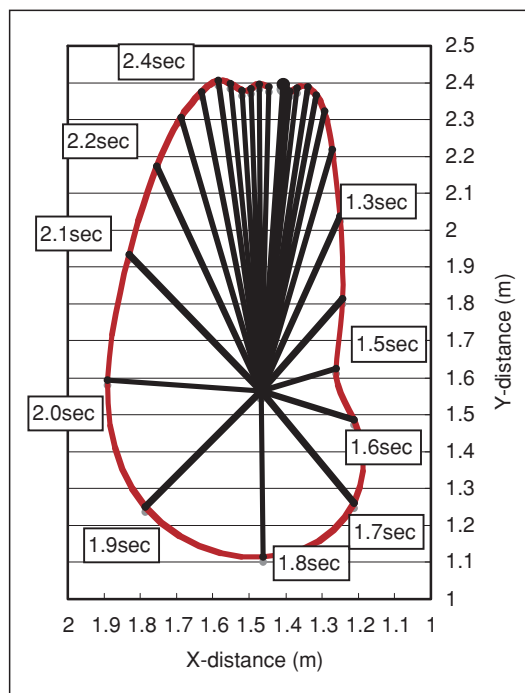 2.5
2.4sec
2.4
2.3
2.2sec
2.2
2.1
1.3sec
2
2.1sec
1.9
1.8
1.7
1.5sec
1.6
2.0sec
1.5
1.6sec
1.4
1.3
1.9sec
1.7sec
1.2
1.8sec
1.1
1
Y-distance (m)
2 1.9 1.8 1.7 1.6 1.5 1.4 1.3 1.2 1.1 1
X-distance (m)